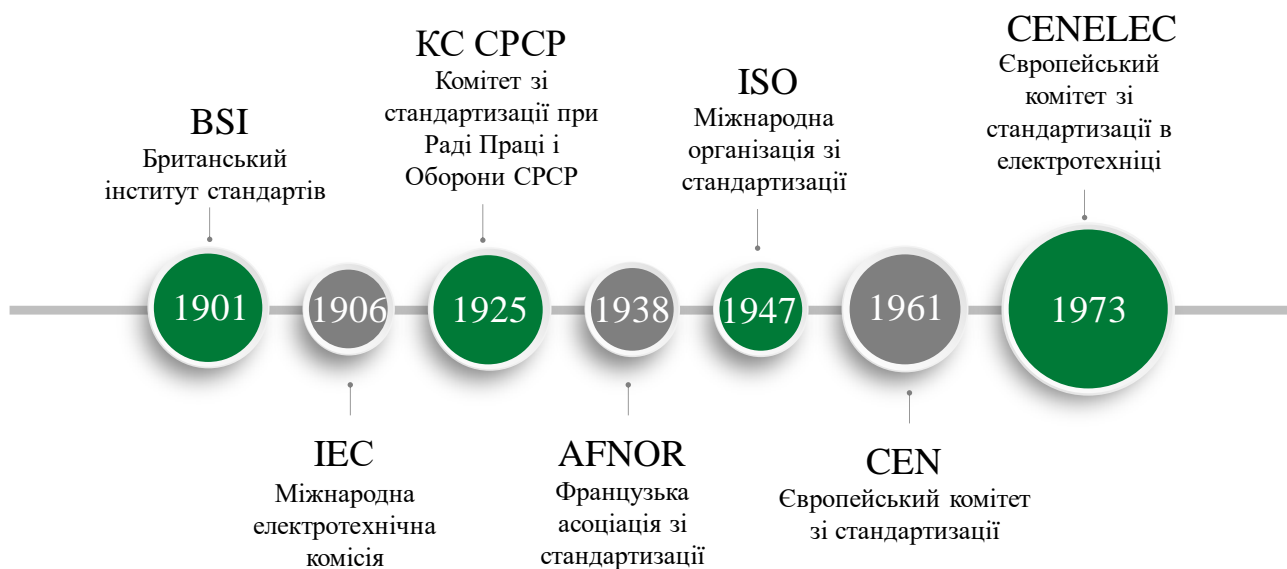 BSI
Британський
інститут стандартів
1901
1906
IEC
Міжнародна
електротехнічна
комісія
КС СРСР
Комітет зі
стандартизації при
Раді Праці і
Оборони СРСР
1925
1938
AFNOR
Французька
асоціація зі
стандартизації
ISO
Міжнародна
організація зі
стандартизації
1947
1961
CEN
Європейський комітет
зі стандартизації
CENELEC
Європейський
комітет зі
стандартизації в
електротехніці
1973